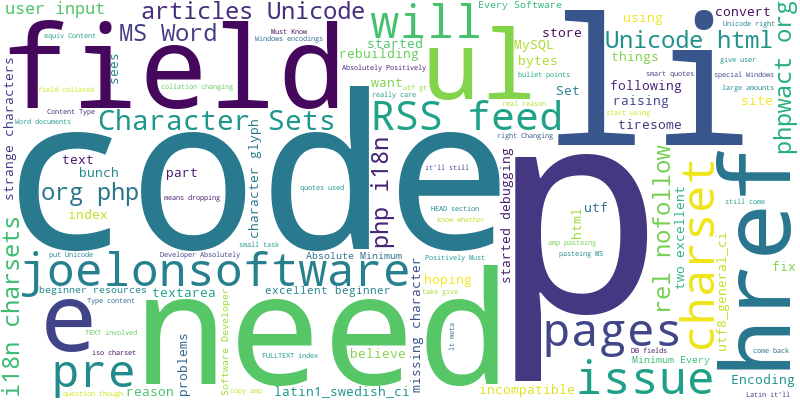 user input
articles Unicode
MS Word
equiv Content
Must Know
Windows encodings
sees
field
Absolutely Positively
strange characters
field collated
collation changing
Content Type
Word documents
Character Sets
RSS feed
will
started
rebuilding
want
utf gt
ul
MySQL
bytes
bullet points
real reason
Every Software
store
li
Unicode html
using
convert
Unicode right
things
give user
smart quotes
special Windows
Set
following
large amounts
raising
site
tiresome
start using
right Changing
phpwact org
code
text
bunch
part
org php
means dropping
index
character glyph
quotes used
php i18n
it'll still
HEAD section
know whether
started debugging
p
utf
html
amp pasteing
pasteing MS
rel nofollow
two excellent
charset
utf8_general_ci
href
still come
fix
come back
put Unicode
small task
Developer Absolutely
Absolute Minimum
Positively Must
joelonsoftware
beginner resources
textarea
excellent beginner
missing character
hoping
take give
i18n charsets
Type content
e
need
TEXT involved
iso charset
pre
problems
Software Developer
FULLTEXT index
believe
lt meta
reason
question though
copy amp
latin1_swedish_ci
pages
issue
incompatible
DB fields
Minimum Every
Encoding
Latin it'll